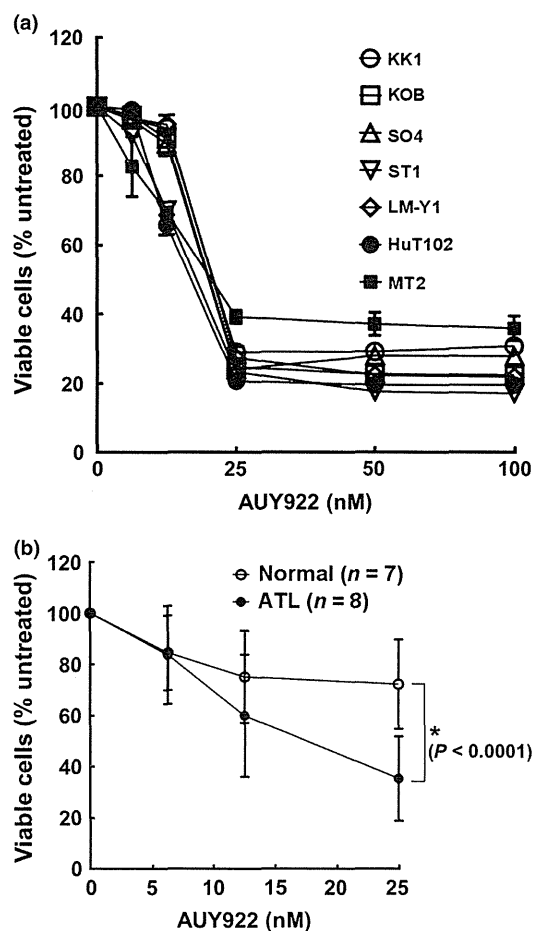 (a)
120
100
80
60
40
20
0
Viable cells (% untreated)
KK1
KOB
SO4
ST1
LM-Y1
HuT102
MT2
0 25 50 100
AUY922 (nM)
(b)
120
100
80
60
40
20
0
Viable cells (% untreated)
Normal (n = 7)
ATL (n = 8)
*
(P < 0.0001)
0 5 10 15 20 25
AUY922 (nM)